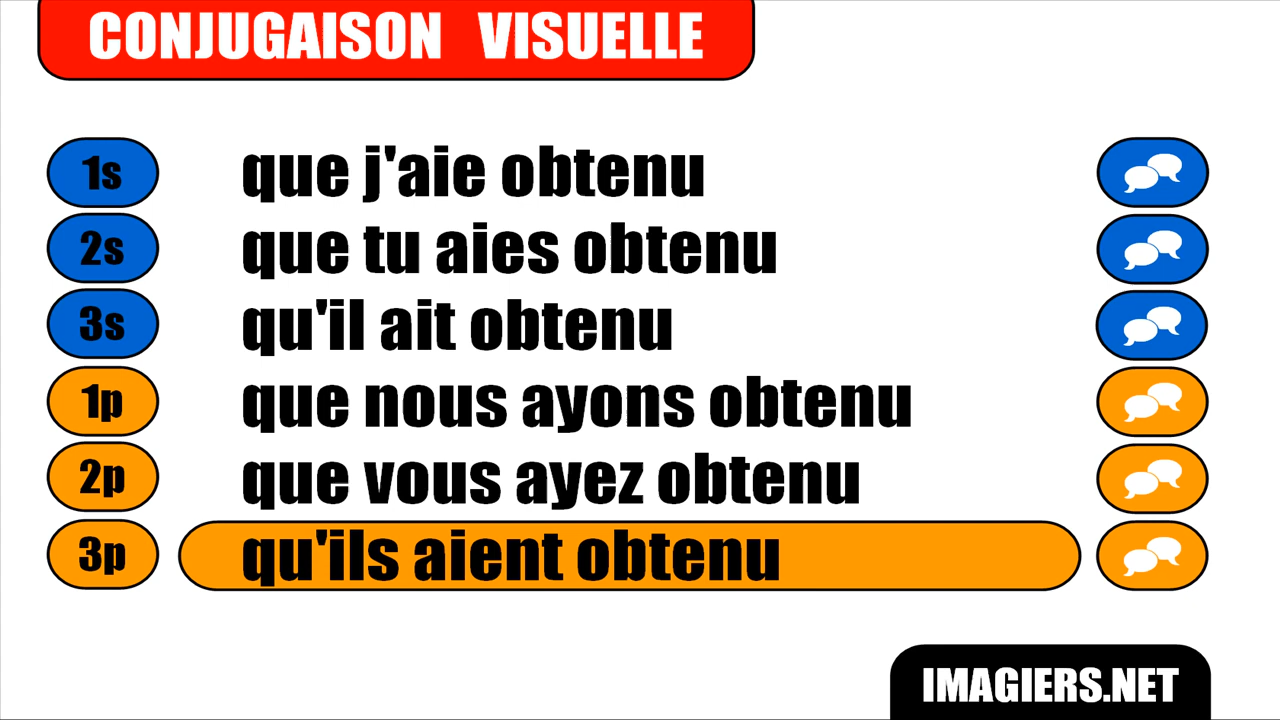 CONJUGAISON VISUELLE
1s que j'aie obtenu
2s que tu aies obtenu
3s qu'il ait obtenu
1p que nous ayons obtenu
2p que vous ayez obtenu
3p qu'ils aient obtenu
IMAGIERS.NET